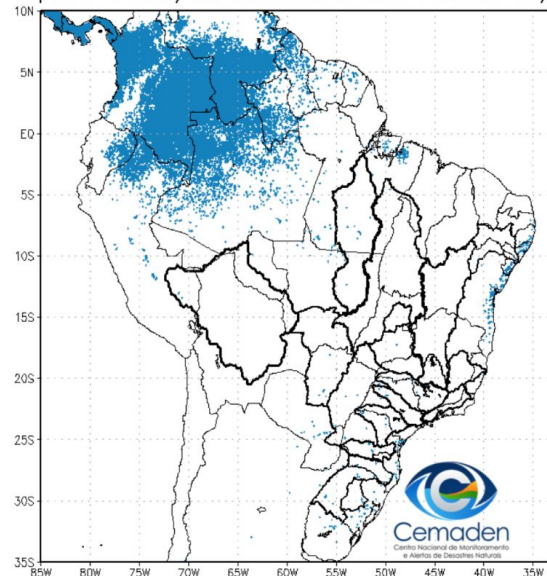 10N
5N
EQ
5S
10S
15S
20S
25S
30S
35S
85W 80W 75W 70W 65W 60W 55W 50W 45W 40W 35W
Cemaden
Centro Nacional de Monitoramento
e Alertas de Desastres Naturais